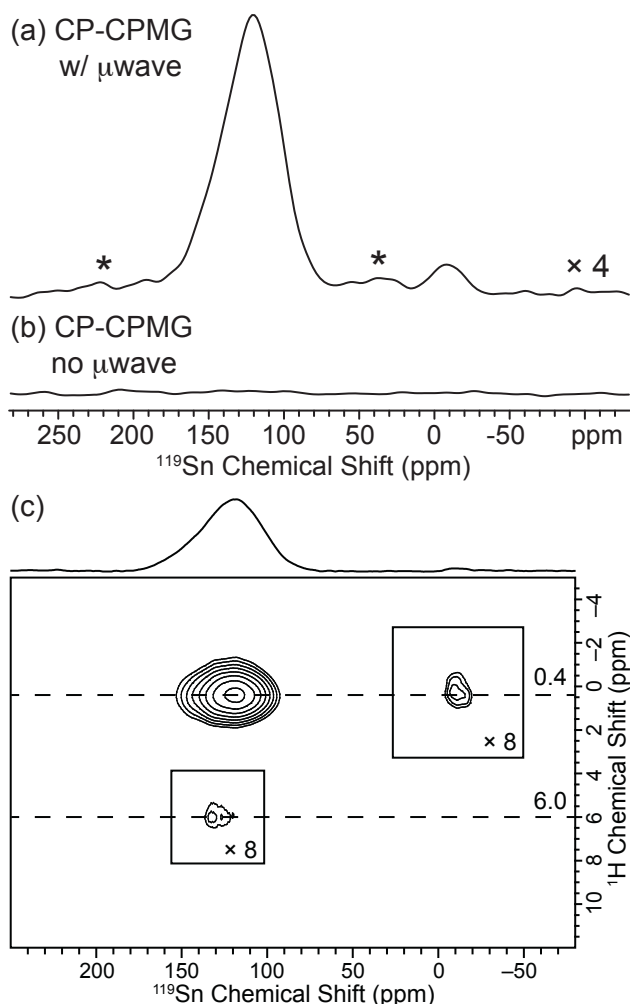 (a) CP-CPMG
w/ μwave
* * × 4
(b) CP-CPMG
no μwave
250 200 150 100 50 0 -50 ppm
¹¹⁹Sn Chemical Shift (ppm)
(c)
–4
–2
0.4 0
2
× 8
4
6.0 6
× 8 8
10
¹H Chemical Shift (ppm)
200 150 100 50 0 –50
¹¹⁹Sn Chemical Shift (ppm)